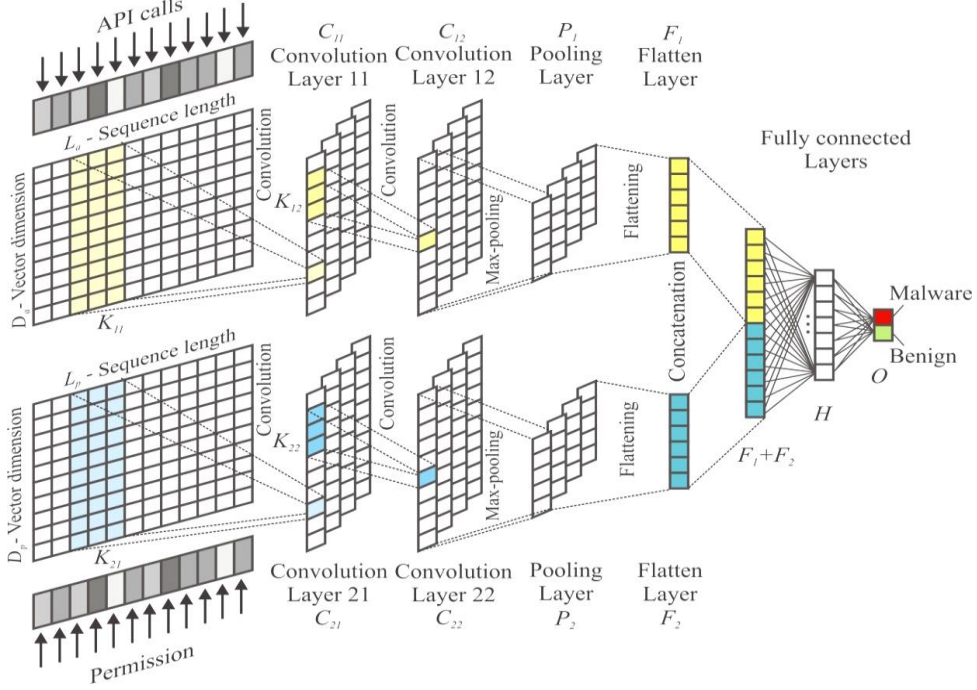 API calls
C₁₁
Convolution
Layer 11
C₁₂
Convolution
Layer 12
P₁
Pooling
Layer
F₁
Flatten
Layer
Lₐ - Sequence length
Dₐ - Vector dimension
K₁₁
Convolution
K₁₂
Convolution
Max-pooling
Flattening
Fully connected
Layers
Concatenation
Malware
Benign
O
H
F₁+F₂
Lₚ - Sequence length
Dₚ - Vector dimension
K₂₁
Convolution
K₂₂
Convolution
Max-pooling
Flattening
Convolution
Layer 21
C₂₁
Convolution
Layer 22
C₂₂
Pooling
Layer
P₂
Flatten
Layer
F₂
Permission